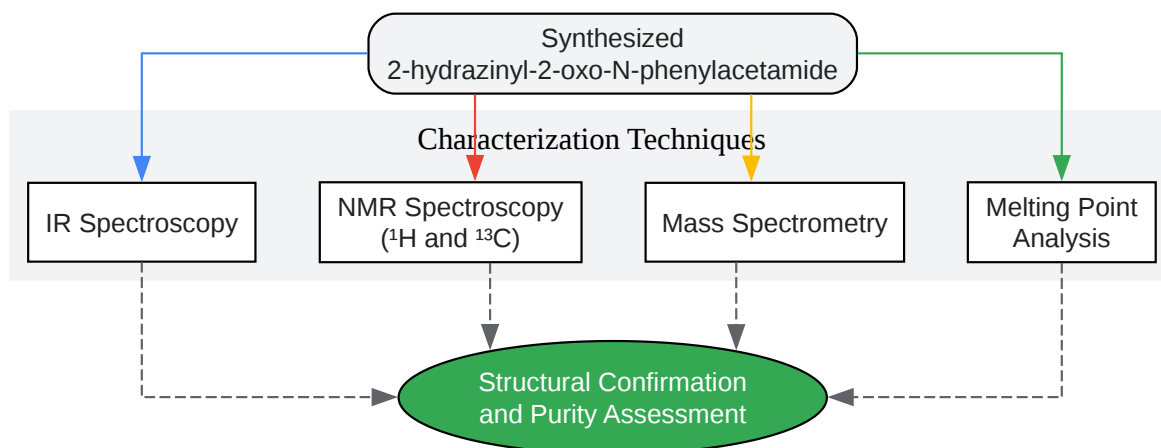 Synthesized
2-hydrazinyl-2-oxo-N-phenylacetamide
Characterization Techniques
IR Spectroscopy
NMR Spectroscopy
(¹H and ¹³C)
Mass Spectrometry
Melting Point
Analysis
Structural Confirmation
and Purity Assessment